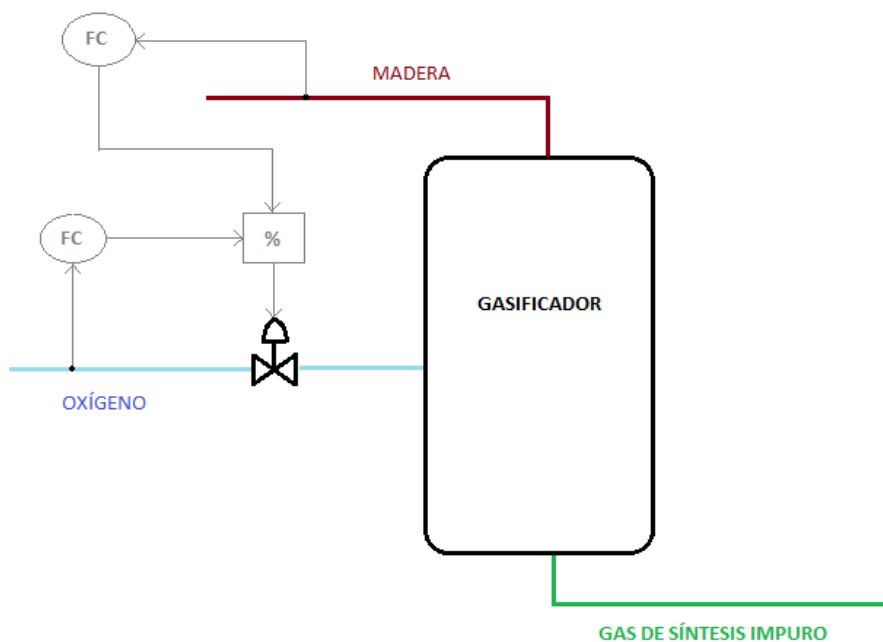 FC
MADERA
FC
%
GASIFICADOR
OXÍGENO
GAS DE SÍNTESIS IMPURO